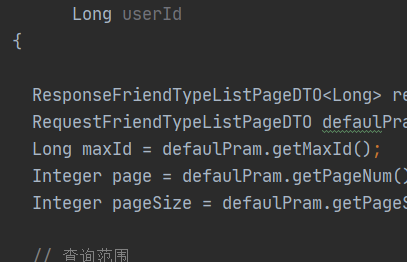 Long userId
{
ResponseFriendTypeListPageDTO<Long> re
RequestFriendTypeListPageDTO defaulPra
Long maxId = defaulPram.getMaxId();
Integer page = defaulPram.getPageNum()
Integer pageSize = defaulPram.getPageS
// 查询范围